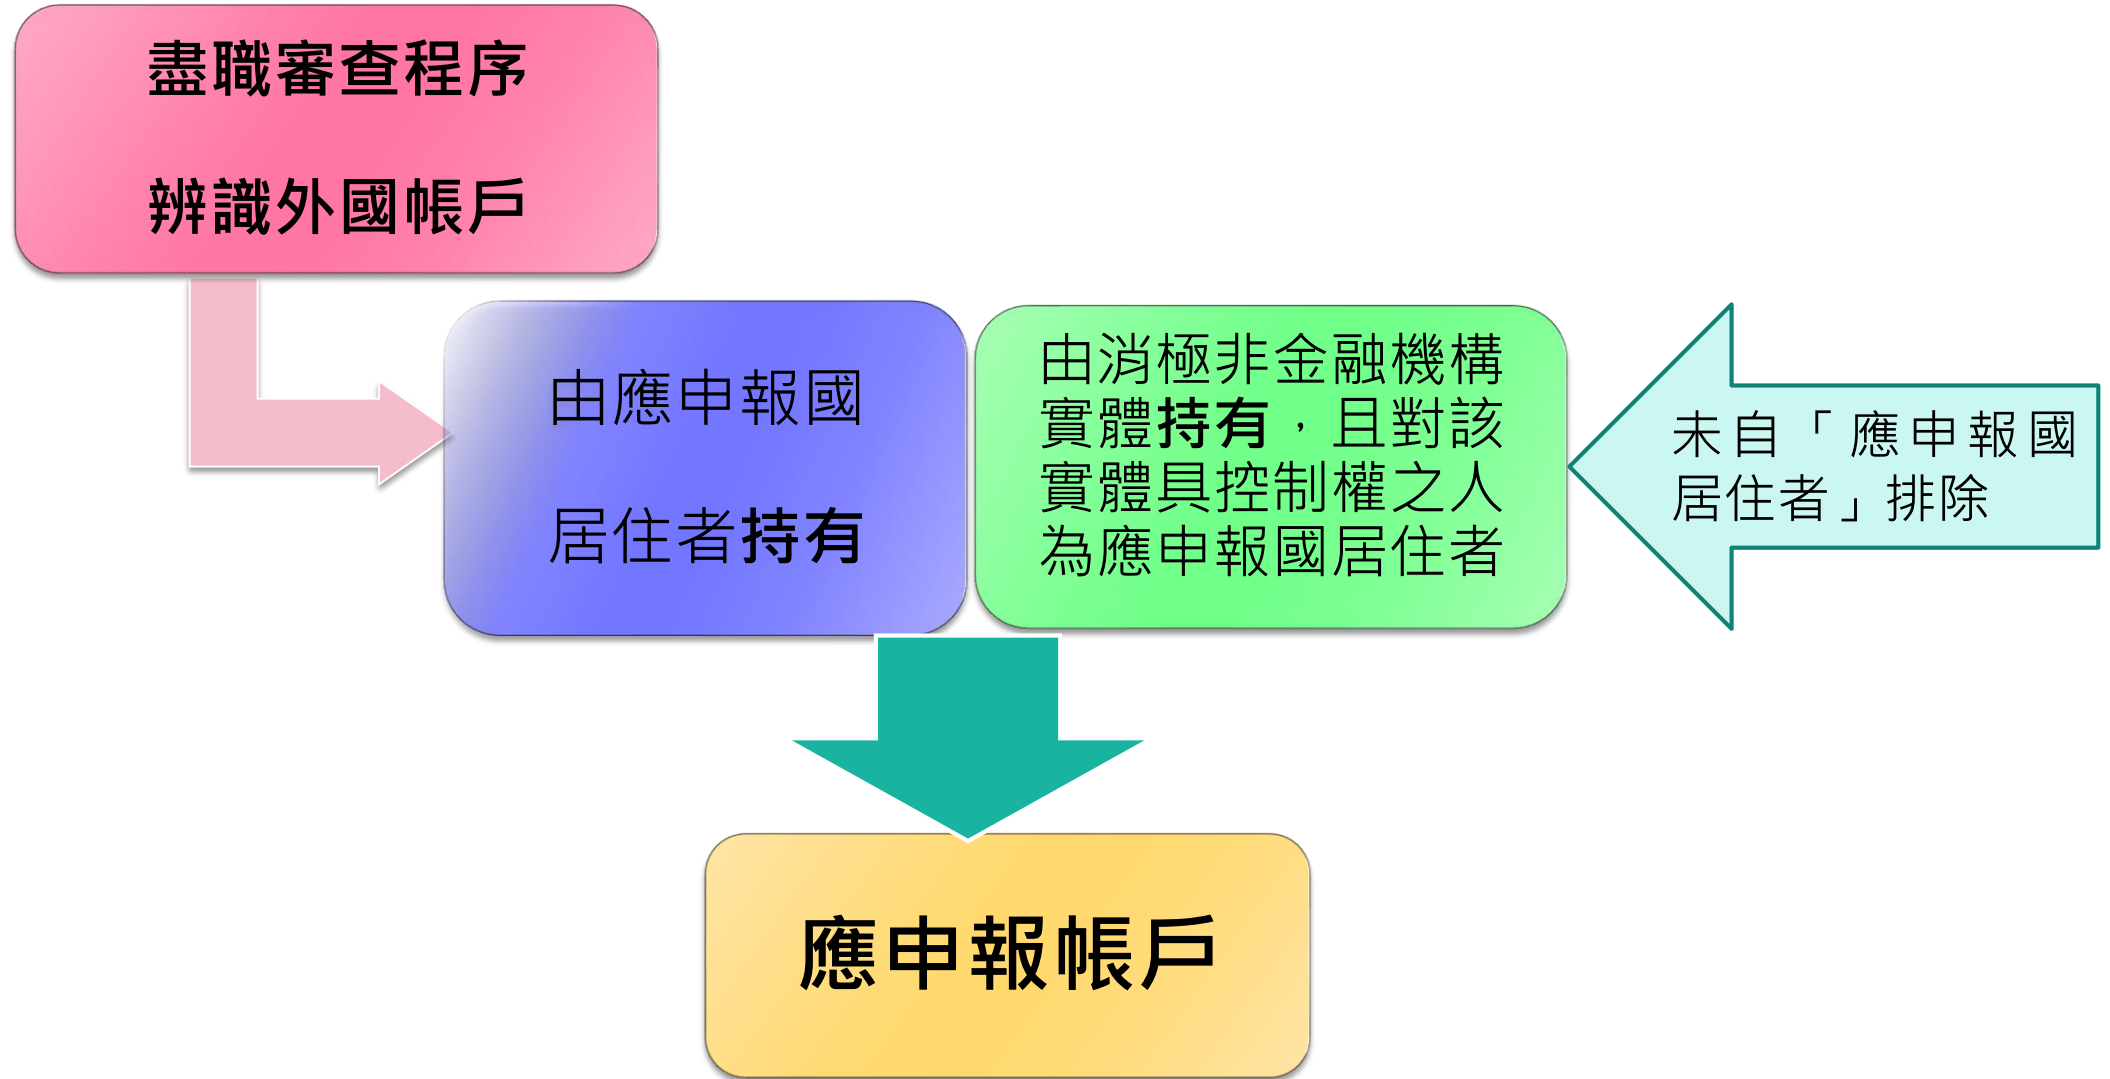 盡職審查程序
辨識外國帳戶
由應申報國
居住者持有
由消極非金融機構
實體持有，且對該
實體具控制權之人
為應申報國居住者
未自「應申報國
居住者」排除
應申報帳戶